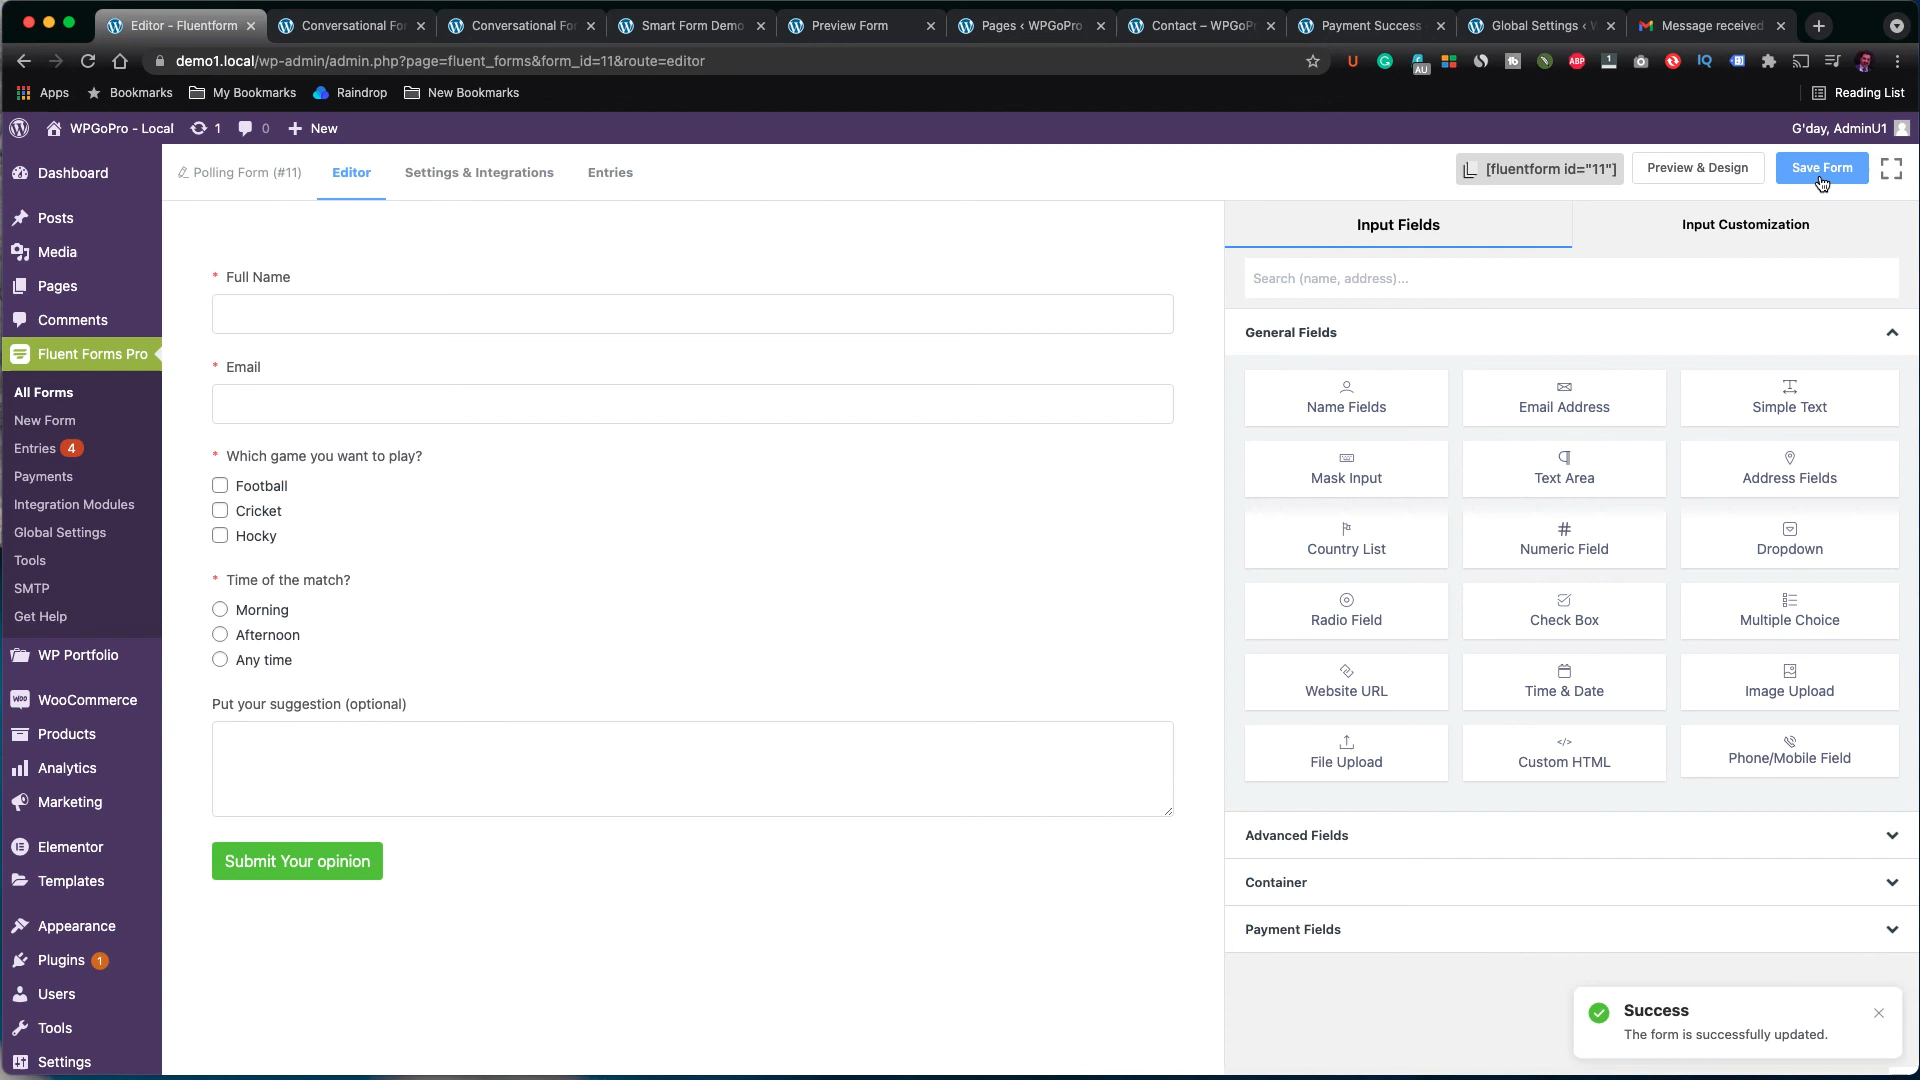 Editor - Fluentform
Conversational Fo
Conversational Fo
Smart Form Demo
Preview Form
Pages ‹ WPGoPro
Contact – WPGoP
Payment Success
Global Settings ‹
Message received
demo1.local/wp-admin/admin.php?page=fluent_forms&form_id=11&route=editor
U
AU
fb
ABP
1
IQ
Apps
Bookmarks
My Bookmarks
Raindrop
New Bookmarks
Reading List
WPGoPro - Local
1
0
New
G'day, AdminU1
Dashboard
Posts
Media
Pages
Comments
Fluent Forms Pro
All Forms
New Form
Entries 4
Payments
Integration Modules
Global Settings
Tools
SMTP
Get Help
WP Portfolio
WooCommerce
Products
Analytics
Marketing
Elementor
Templates
Appearance
Plugins 1
Users
Tools
Settings
Polling Form (#11)
Editor
Settings & Integrations
Entries
[fluentform id="11"]
Preview & Design
Save Form
* Full Name
* Email
* Which game you want to play?
Football
Cricket
Hocky
* Time of the match?
Morning
Afternoon
Any time
Put your suggestion (optional)
Submit Your opinion
Input Fields
Input Customization
Search (name, address)...
General Fields
Name Fields
Email Address
Simple Text
Mask Input
Text Area
Address Fields
Country List
Numeric Field
Dropdown
Radio Field
Check Box
Multiple Choice
Website URL
Time & Date
Image Upload
File Upload
Custom HTML
Phone/Mobile Field
Advanced Fields
Container
Payment Fields
Success
The form is successfully updated.